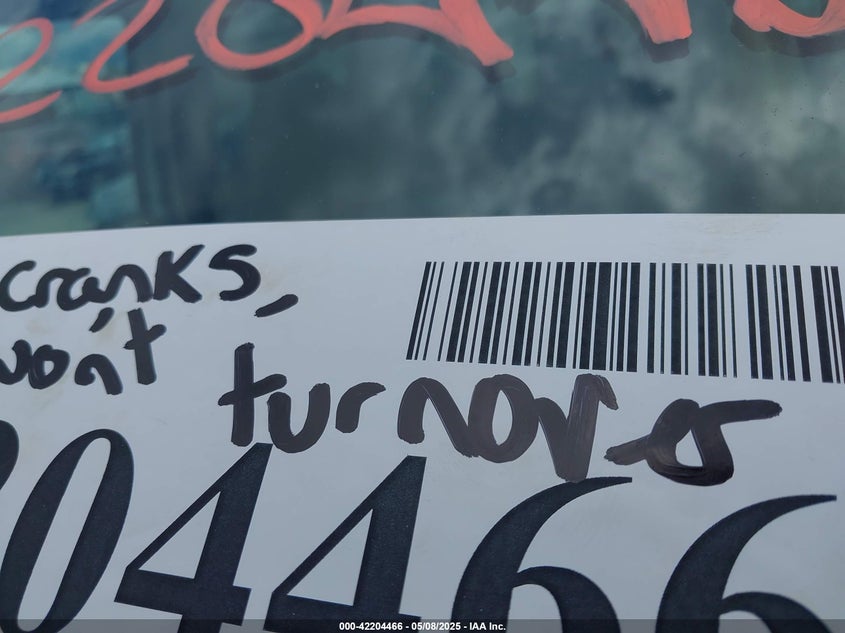 cranks,
won't
turnover
04466
000-42204466 - 05/08/2025 - IAA Inc.